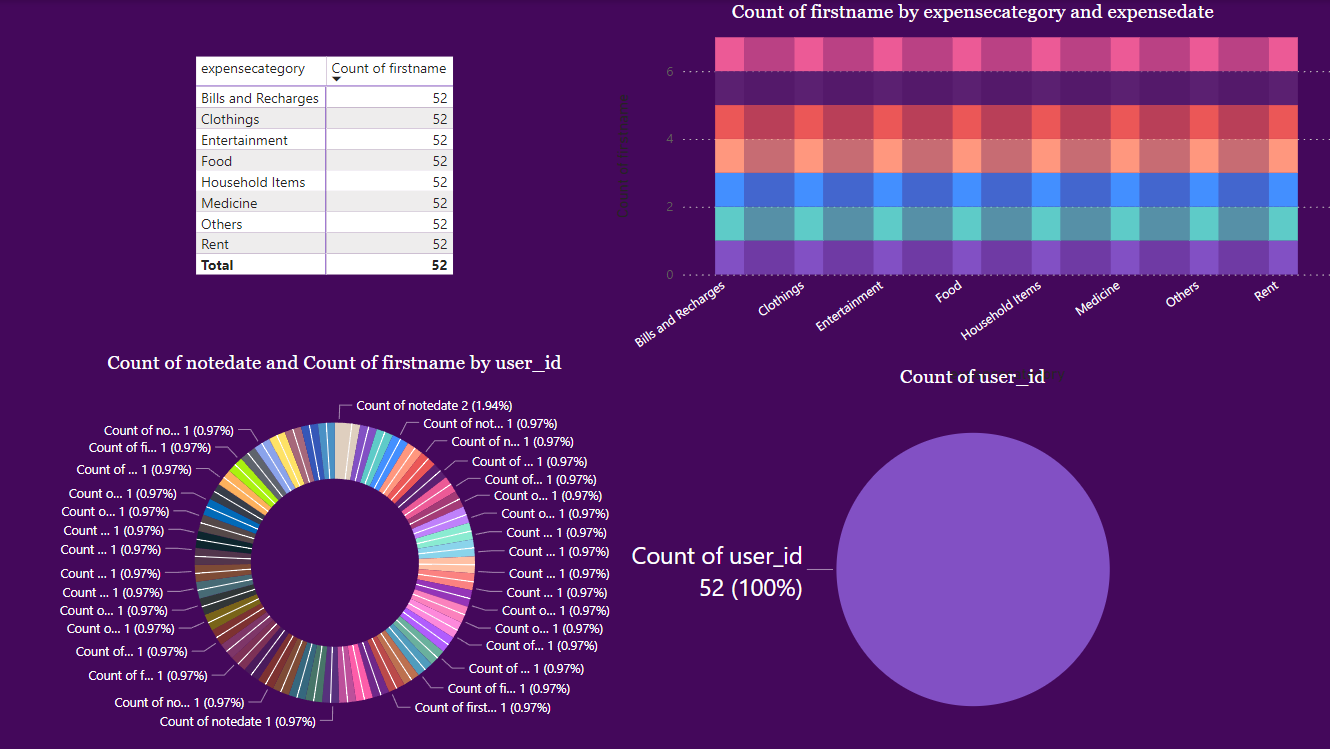 expensecategory Count of firstname
Bills and Recharges 52
Clothings 52
Entertainment 52
Food 52
Household Items 52
Medicine 52
Others 52
Rent 52
Total 52
Count of firstname by expensecategory and expensedate
6
4
2
0
Bills and Recharges
Clothings
Entertainment
Food
Household Items
Medicine
Others
Rent
Count of notedate and Count of firstname by user_id
Count of notedate 2 (1.94%)
Count of not... 1 (0.97%)
Count of n... 1 (0.97%)
Count of ... 1 (0.97%)
Count of... 1 (0.97%)
Count o... 1 (0.97%)
Count o... 1 (0.97%)
Count ... 1 (0.97%)
Count ... 1 (0.97%)
Count ... 1 (0.97%)
Count ... 1 (0.97%)
Count o... 1 (0.97%)
Count o... 1 (0.97%)
Count of... 1 (0.97%)
Count of ... 1 (0.97%)
Count of fi... 1 (0.97%)
Count of first... 1 (0.97%)
Count of notedate 1 (0.97%)
Count of no... 1 (0.97%)
Count of f... 1 (0.97%)
Count of... 1 (0.97%)
Count o... 1 (0.97%)
Count o... 1 (0.97%)
Count ... 1 (0.97%)
Count ... 1 (0.97%)
Count ... 1 (0.97%)
Count ... 1 (0.97%)
Count o... 1 (0.97%)
Count o... 1 (0.97%)
Count of ... 1 (0.97%)
Count of fi... 1 (0.97%)
Count of no... 1 (0.97%)
Count of user_id
Count of user_id
52 (100%)